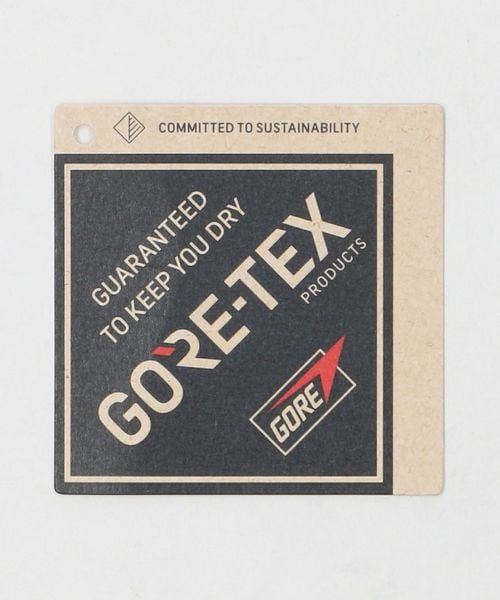 COMMITTED TO SUSTAINABILITY
GUARANTEED
TO KEEP YOU DRY
GORE-TEX
PRODUCTS
GORE